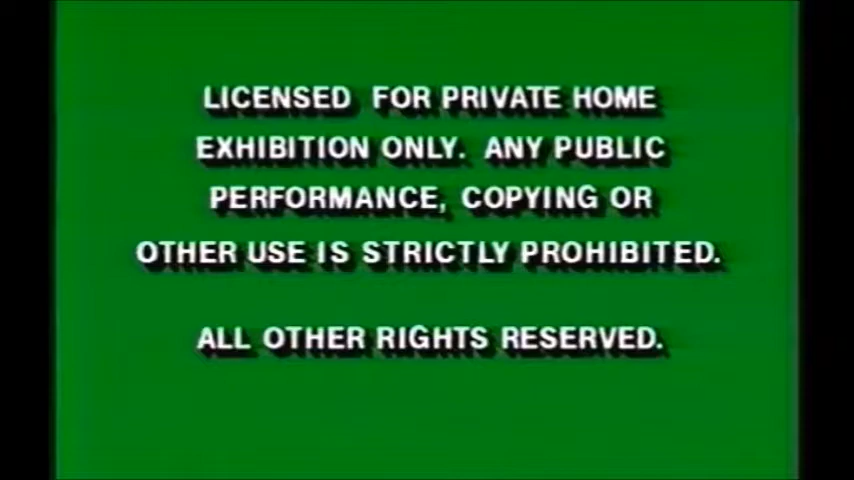 LICENSED FOR PRIVATE HOME
EXHIBITION ONLY. ANY PUBLIC
PERFORMANCE, COPYING OR
OTHER USE IS STRICTLY PROHIBITED.
ALL OTHER RIGHTS RESERVED.